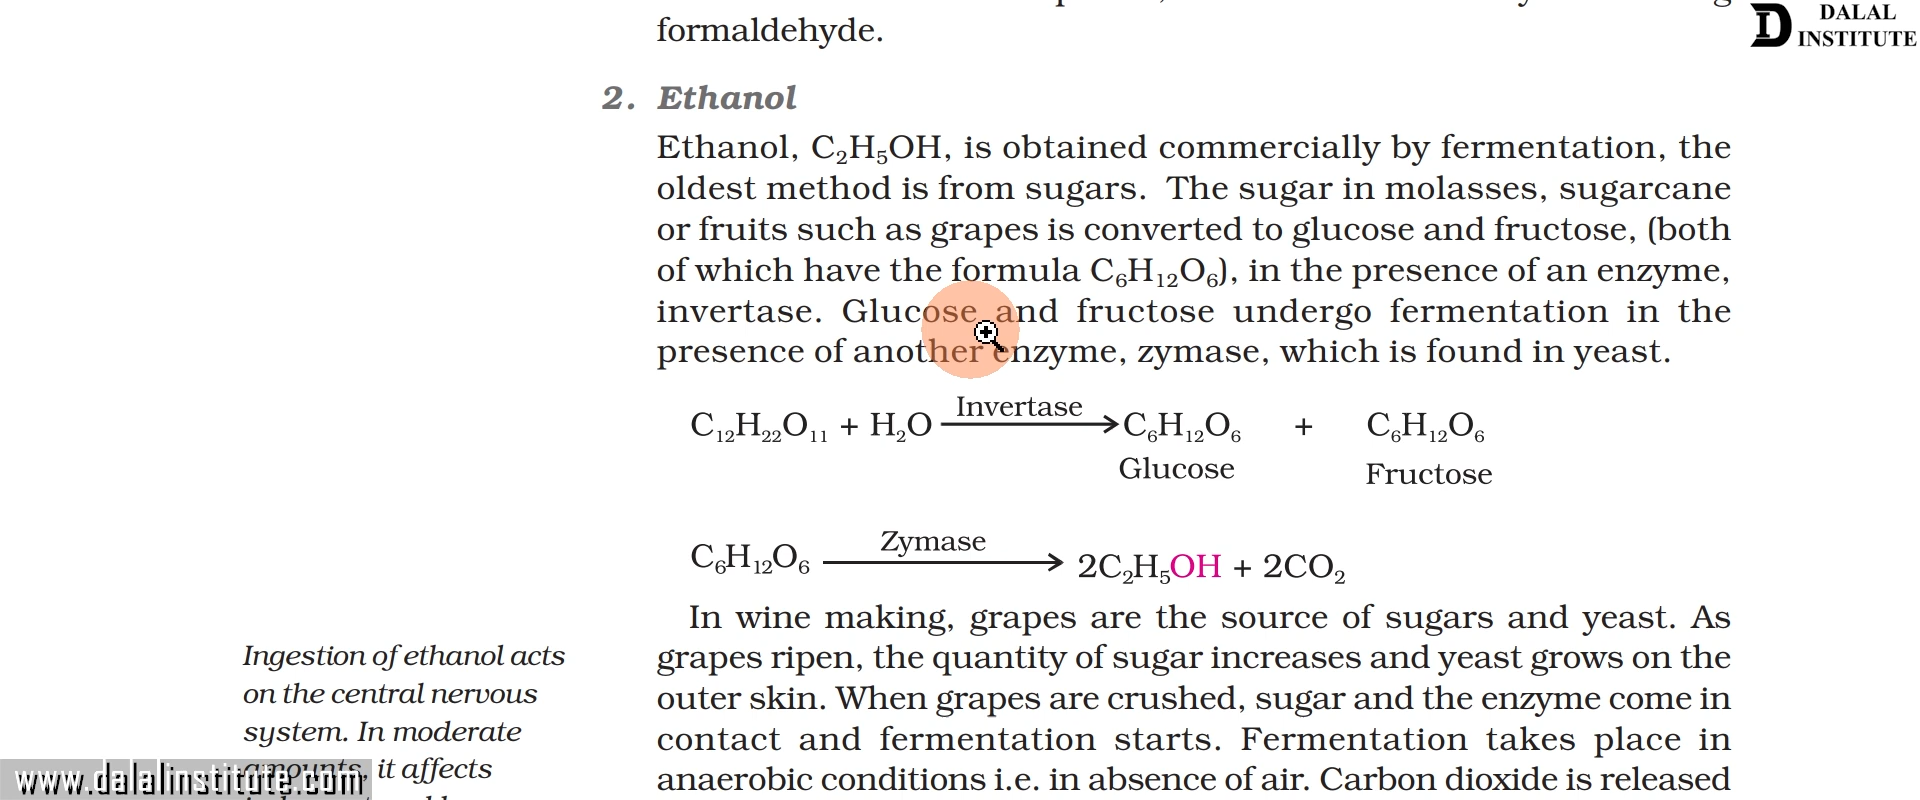 DALAL
INSTITUTE
formaldehyde.
2. Ethanol
Ethanol, C₂H₅OH, is obtained commercially by fermentation, the
oldest method is from sugars. The sugar in molasses, sugarcane
or fruits such as grapes is converted to glucose and fructose, (both
of which have the formula C₆H₁₂O₆), in the presence of an enzyme,
invertase. Glucose and fructose undergo fermentation in the
presence of another enzyme, zymase, which is found in yeast.
Invertase
C₁₂H₂₂O₁₁ + H₂O → C₆H₁₂O₆ + C₆H₁₂O₆
Glucose Fructose
Zymase
C₆H₁₂O₆ → 2C₂H₅OH + 2CO₂
In wine making, grapes are the source of sugars and yeast. As
grapes ripen, the quantity of sugar increases and yeast grows on the
outer skin. When grapes are crushed, sugar and the enzyme come in
contact and fermentation starts. Fermentation takes place in
anaerobic conditions i.e. in absence of air. Carbon dioxide is released
Ingestion of ethanol acts
on the central nervous
system. In moderate
amounts, it affects
www.dalalinstitute.com